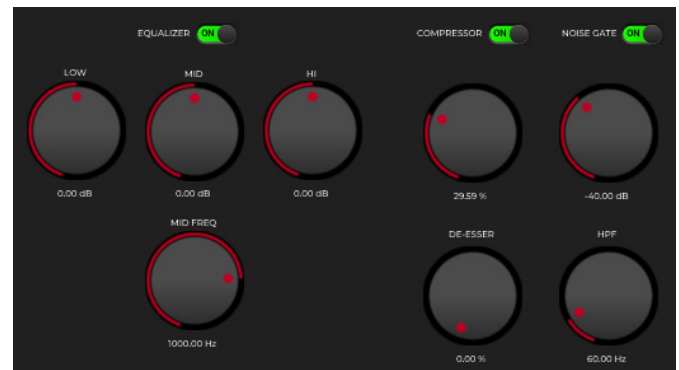 EQUALIZER ON
COMPRESSOR ON
NOISE GATE ON
LOW
MID
HI
0.00 dB
0.00 dB
0.00 dB
29.59 %
-40.00 dB
MID FREQ
DE-ESSER
HPF
1000.00 Hz
0.00 %
60.00 Hz